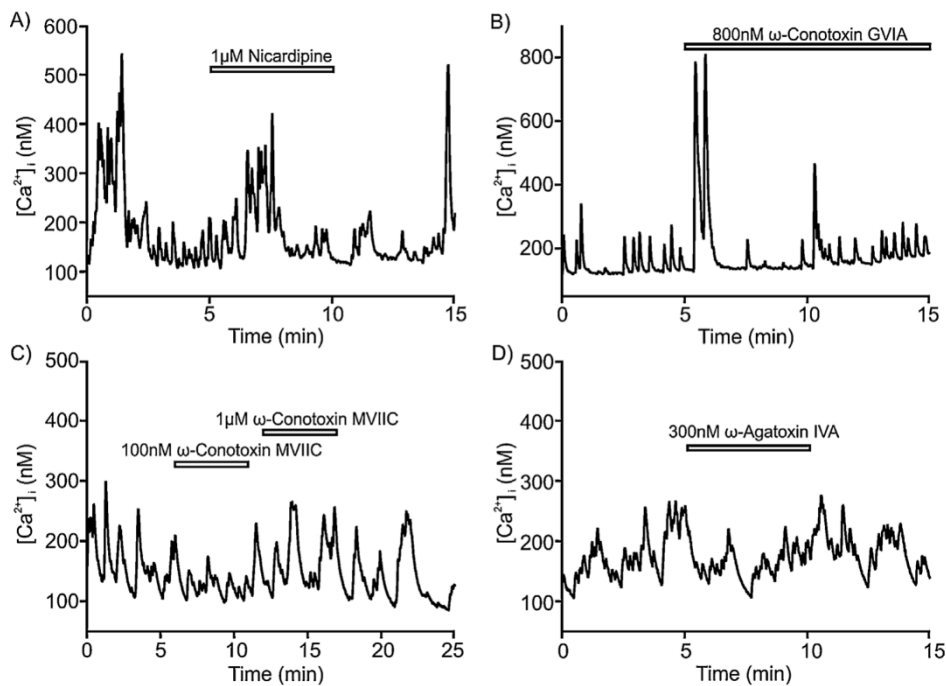 A)
600
500
400
300
200
100
[Ca²⁺]ᵢ (nM)
1µM Nicardipine
0 5 10 15
Time (min)
B)
800
600
400
200
[Ca²⁺]ᵢ (nM)
800nM ω-Conotoxin GVIA
0 5 10 15
Time (min)
C)
500
400
300
200
100
[Ca²⁺]ᵢ (nM)
1µM ω-Conotoxin MVIIC
100nM ω-Conotoxin MVIIC
0 5 10 15 20 25
Time (min)
D)
500
400
300
200
100
[Ca²⁺]ᵢ (nM)
300nM ω-Agatoxin IVA
0 5 10 15
Time (min)